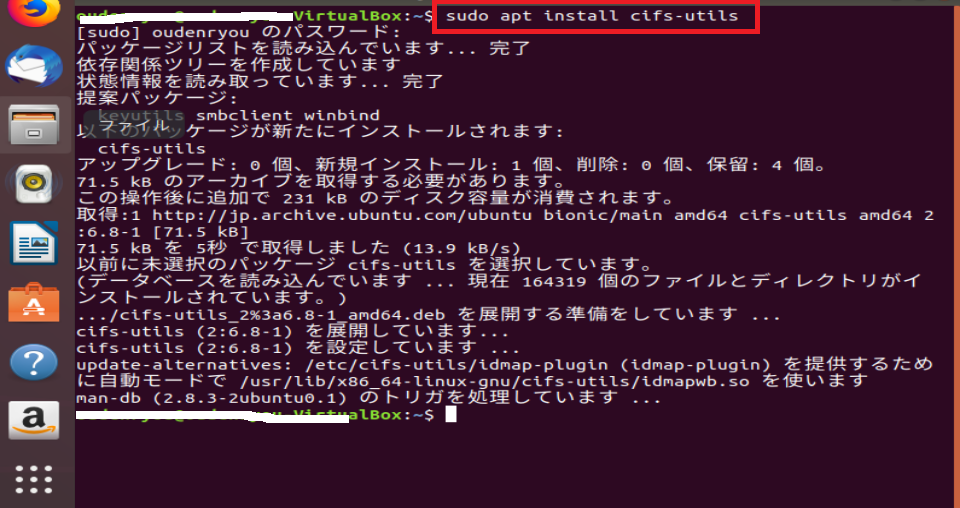 VirtualBox:~$ sudo apt install cifs-utils
[sudo] oudenryou のパスワード:
パッケージリストを読み込んでいます... 完了
依存関係ツリーを作成しています
状態情報を読み取っています... 完了
提案パッケージ:
keyutils smbclient winbind
ファイル
以下のパッケージが新たにインストールされます:
cifs-utils
アップグレード: 0 個、新規インストール: 1 個、削除: 0 個、保留: 4 個。
71.5 kB のアーカイブを取得する必要があります。
この操作後に追加で 231 kB のディスク容量が消費されます。
取得:1 http://jp.archive.ubuntu.com/ubuntu bionic/main amd64 cifs-utils amd64 2
:6.8-1 [71.5 kB]
71.5 kB を 5秒 で取得しました (13.9 kB/s)
以前に未選択のパッケージ cifs-utils を選択しています。
(データベースを読み込んでいます ... 現在 164319 個のファイルとディレクトリがイ
ンストールされています。)
.../cifs-utils_2%3a6.8-1_amd64.deb を展開する準備をしています ...
cifs-utils (2:6.8-1) を展開しています...
cifs-utils (2:6.8-1) を設定しています ...
update-alternatives: /etc/cifs-utils/idmap-plugin (idmap-plugin) を提供するため
に自動モードで /usr/lib/x86_64-linux-gnu/cifs-utils/idmapwb.so を使います
man-db (2.8.3-2ubuntu0.1) のトリガを処理しています ...
VirtualBox:~$